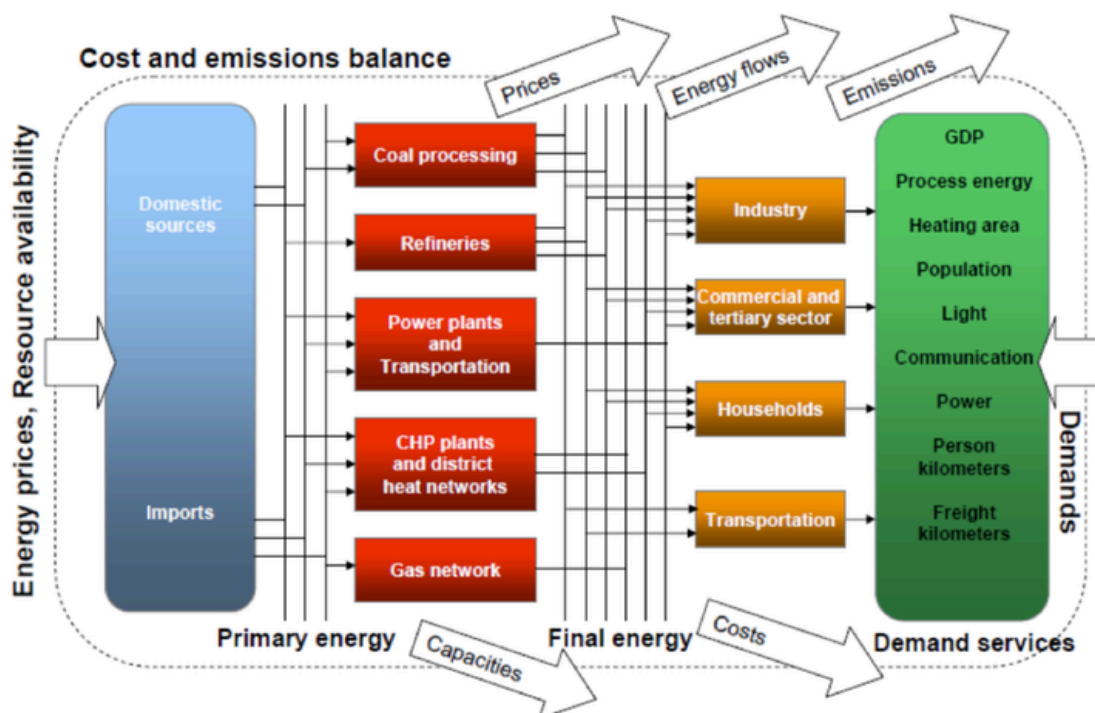 Cost and emissions balance
Prices
Energy flows
Emissions
Energy prices, Resource availability
Domestic
sources
Imports
Primary energy
Coal processing
Refineries
Power plants
and
Transportation
CHP plants
and district
heat networks
Gas network
Capacities
Final energy
Industry
Commercial and
tertiary sector
Households
Transportation
Costs
GDP
Process energy
Heating area
Population
Light
Communication
Power
Person
kilometers
Freight
kilometers
Demand services
Demands